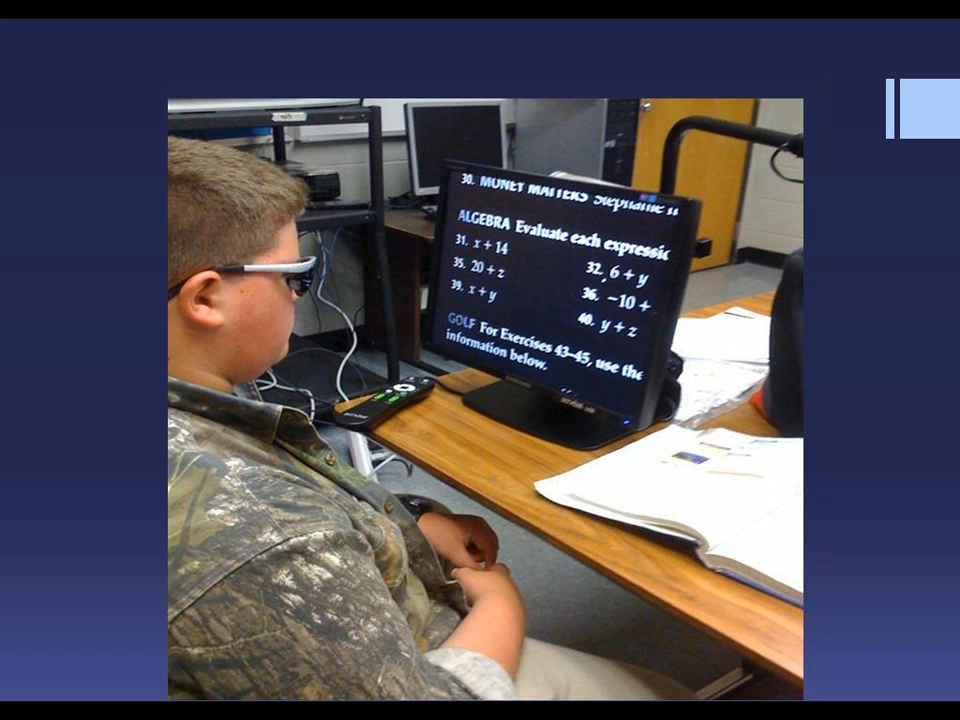 30. MONEY MATTERS Stephanie
ALGEBRA Evaluate each expressic
31. x + 14
32. 6 + y
35. 20 + z
36. −10 +
39. x + y
40. y + z
GOLF For Exercises 43–45, use the
information below.